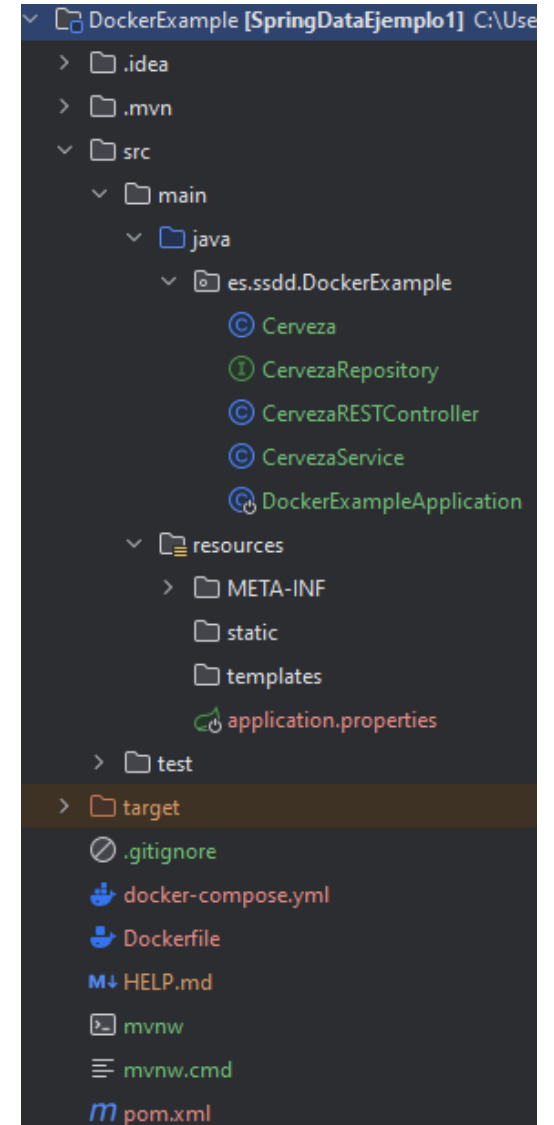 DockerExample [SpringDataEjemplo1] C:\Use
.idea
.mvn
src
main
java
es.ssdd.DockerExample
C Cerveza
I CervezaRepository
C CervezaRESTController
C CervezaService
C DockerExampleApplication
resources
META-INF
static
templates
application.properties
test
target
.gitignore
docker-compose.yml
Dockerfile
M↓ HELP.md
mvnw
mvnw.cmd
m pom.xml